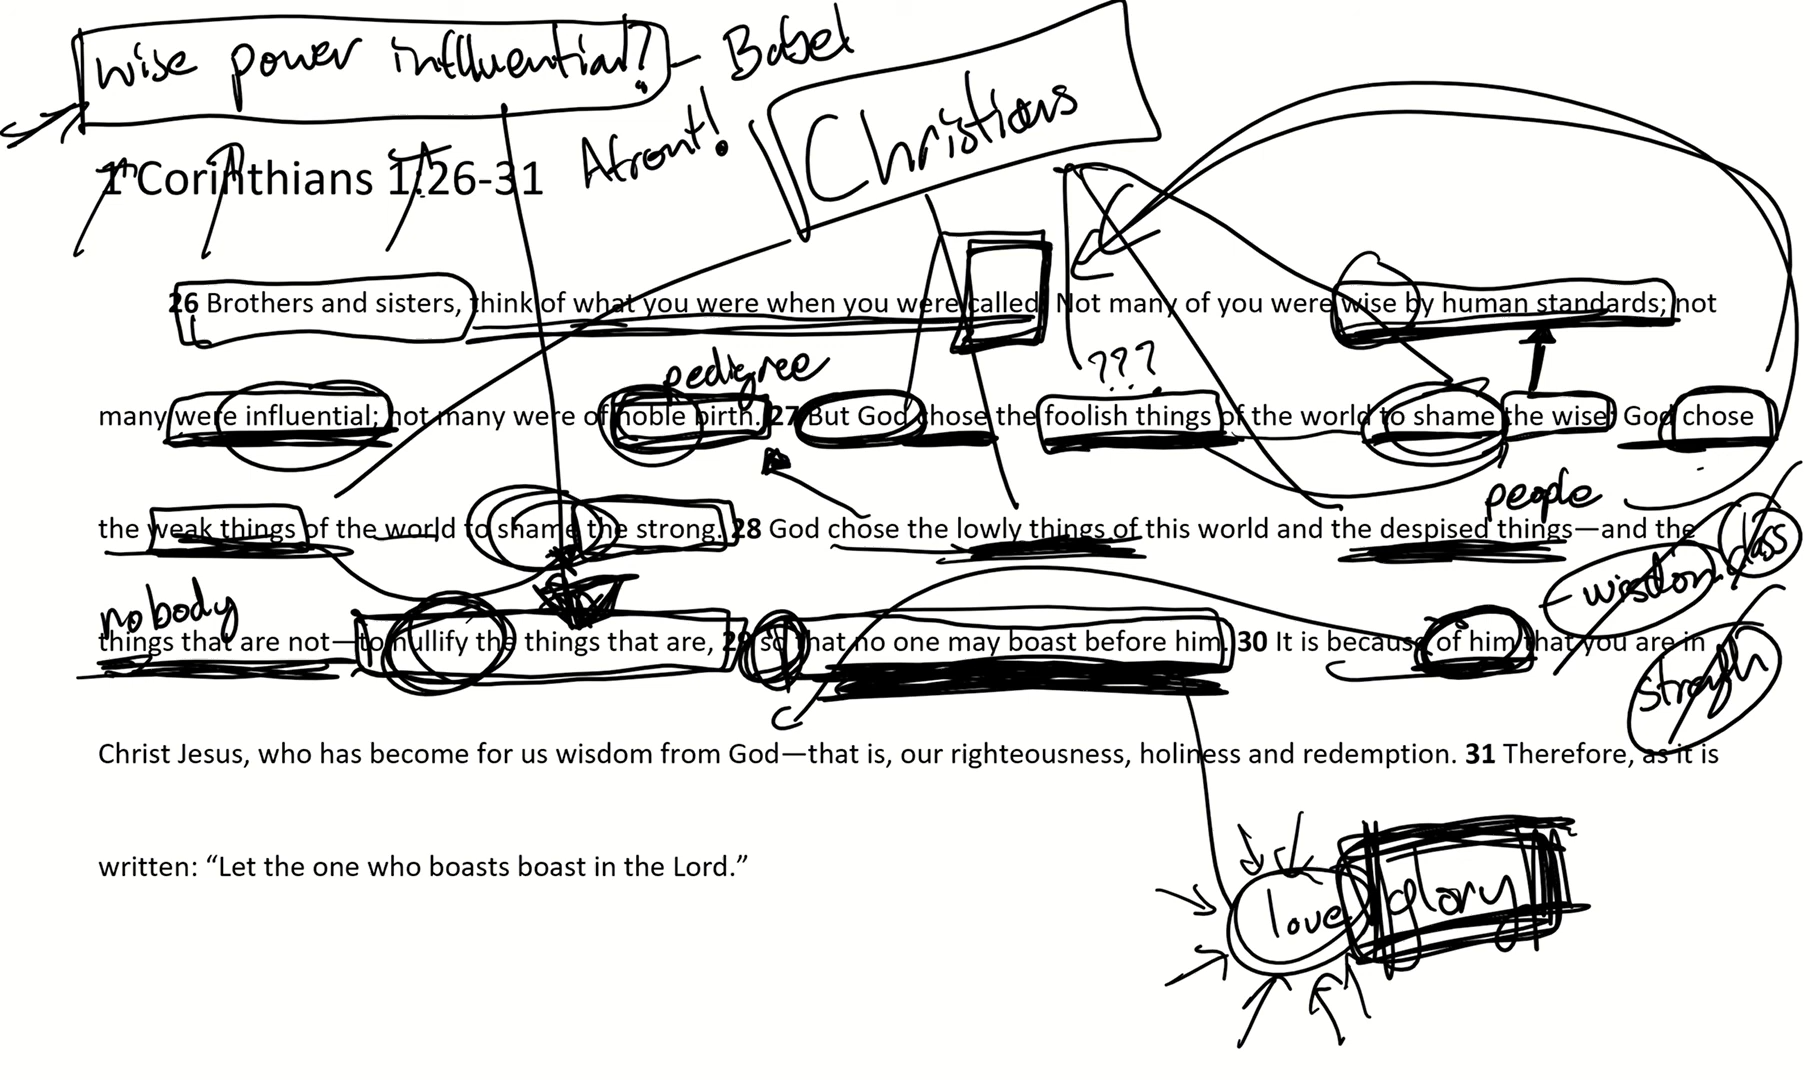 wise power influential? - Babel
Christians
Afront!
1 Corinthians 1:26-31
26 Brothers and sisters, think of what you were when you were called. Not many of you were wise by human standards; not
pedigree ???
many were influential; not many were of noble birth. 27 But God chose the foolish things of the world to shame the wise; God chose
people
the weak things of the world to shame the strong. 28 God chose the lowly things of this world and the despised things—and the
class
- wisdom
nobody
things that are not—to nullify the things that are, 29 so that no one may boast before him. 30 It is because of him that you are in
strength
Christ Jesus, who has become for us wisdom from God—that is, our righteousness, holiness and redemption. 31 Therefore, as it is
written: “Let the one who boasts boast in the Lord.”
love glory